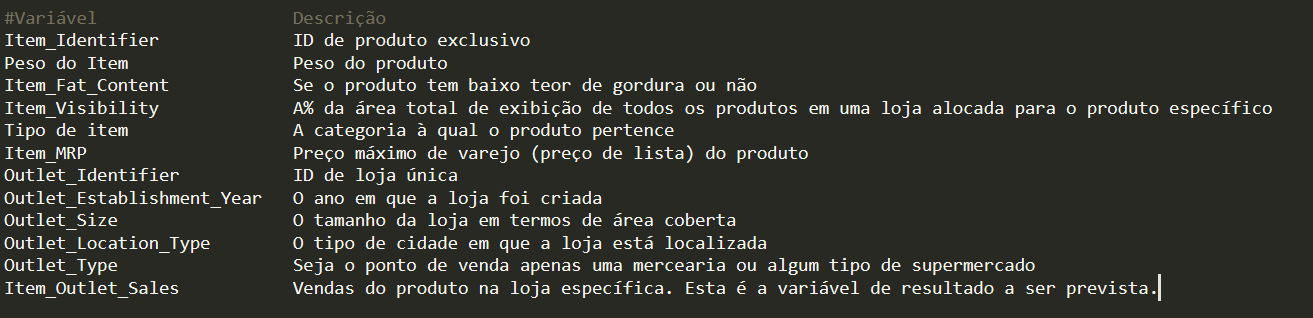 #Variável Descrição
Item_Identifier ID de produto exclusivo
Peso do Item Peso do produto
Item_Fat_Content Se o produto tem baixo teor de gordura ou não
Item_Visibility A% da área total de exibição de todos os produtos em uma loja alocada para o produto específico
Tipo de item A categoria à qual o produto pertence
Item_MRP Preço máximo de varejo (preço de lista) do produto
Outlet_Identifier ID de loja única
Outlet_Establishment_Year O ano em que a loja foi criada
Outlet_Size O tamanho da loja em termos de área coberta
Outlet_Location_Type O tipo de cidade em que a loja está localizada
Outlet_Type Seja o ponto de venda apenas uma mercearia ou algum tipo de supermercado
Item_Outlet_Sales Vendas do produto na loja específica. Esta é a variável de resultado a ser prevista.